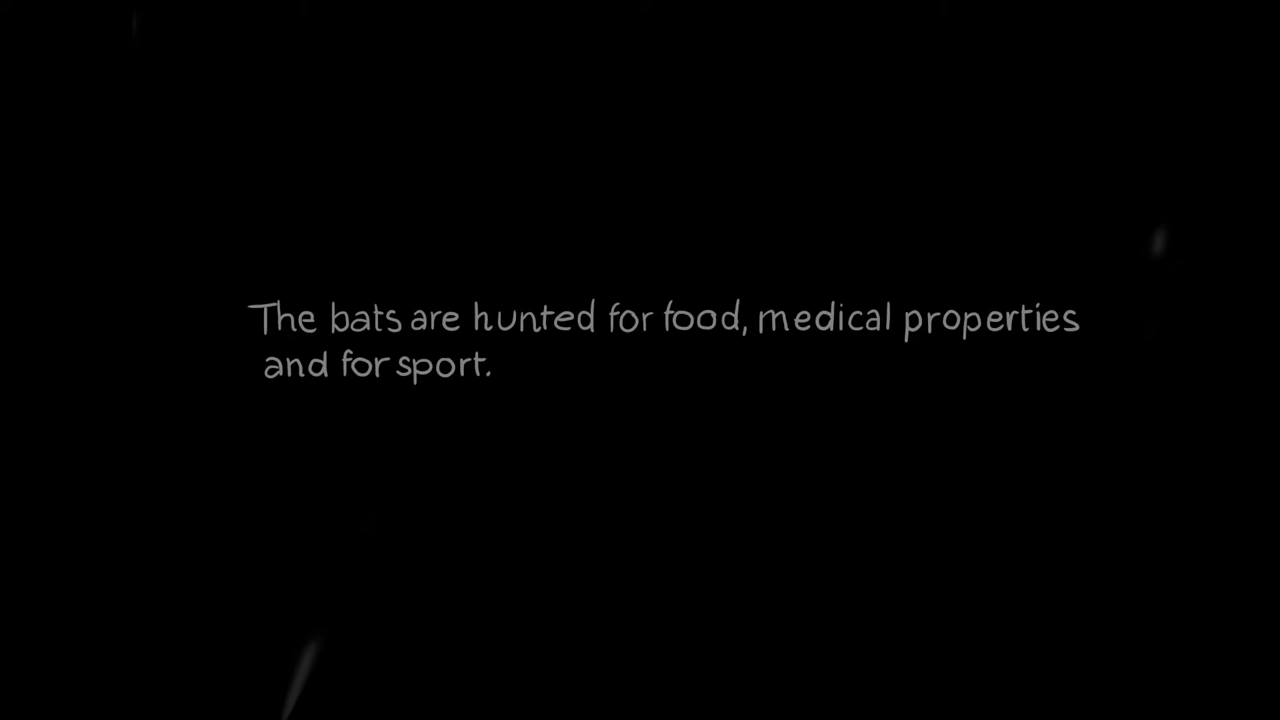 The bats are hunted for food, medical properties
and for sport.